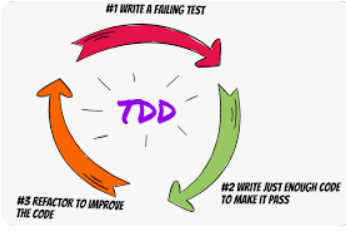 #1 WRITE A FAILING TEST
TDD
#2 WRITE JUST ENOUGH CODE
TO MAKE IT PASS
#3 REFACTOR TO IMPROVE
THE CODE